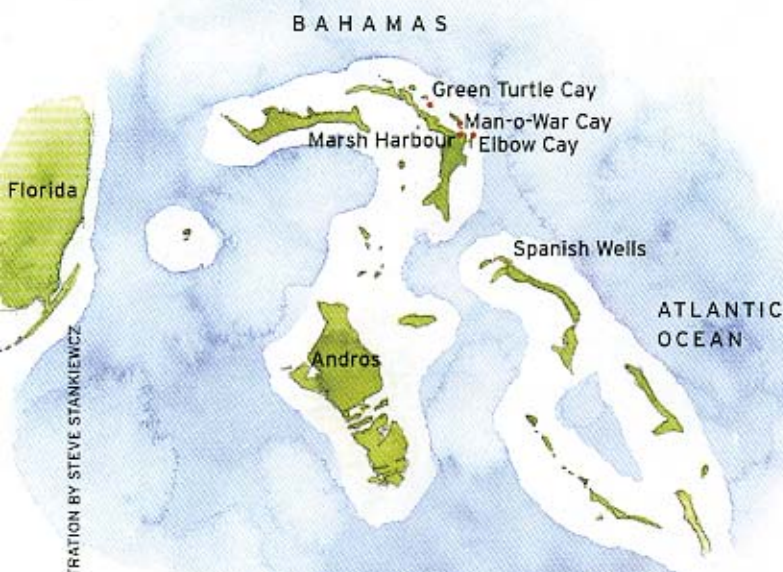 BAHAMAS
Green Turtle Cay
Man-o-War Cay
Marsh Harbour
Elbow Cay
Florida
Spanish Wells
ATLANTIC
OCEAN
Andros
BY STEVE STANKIEWCZ